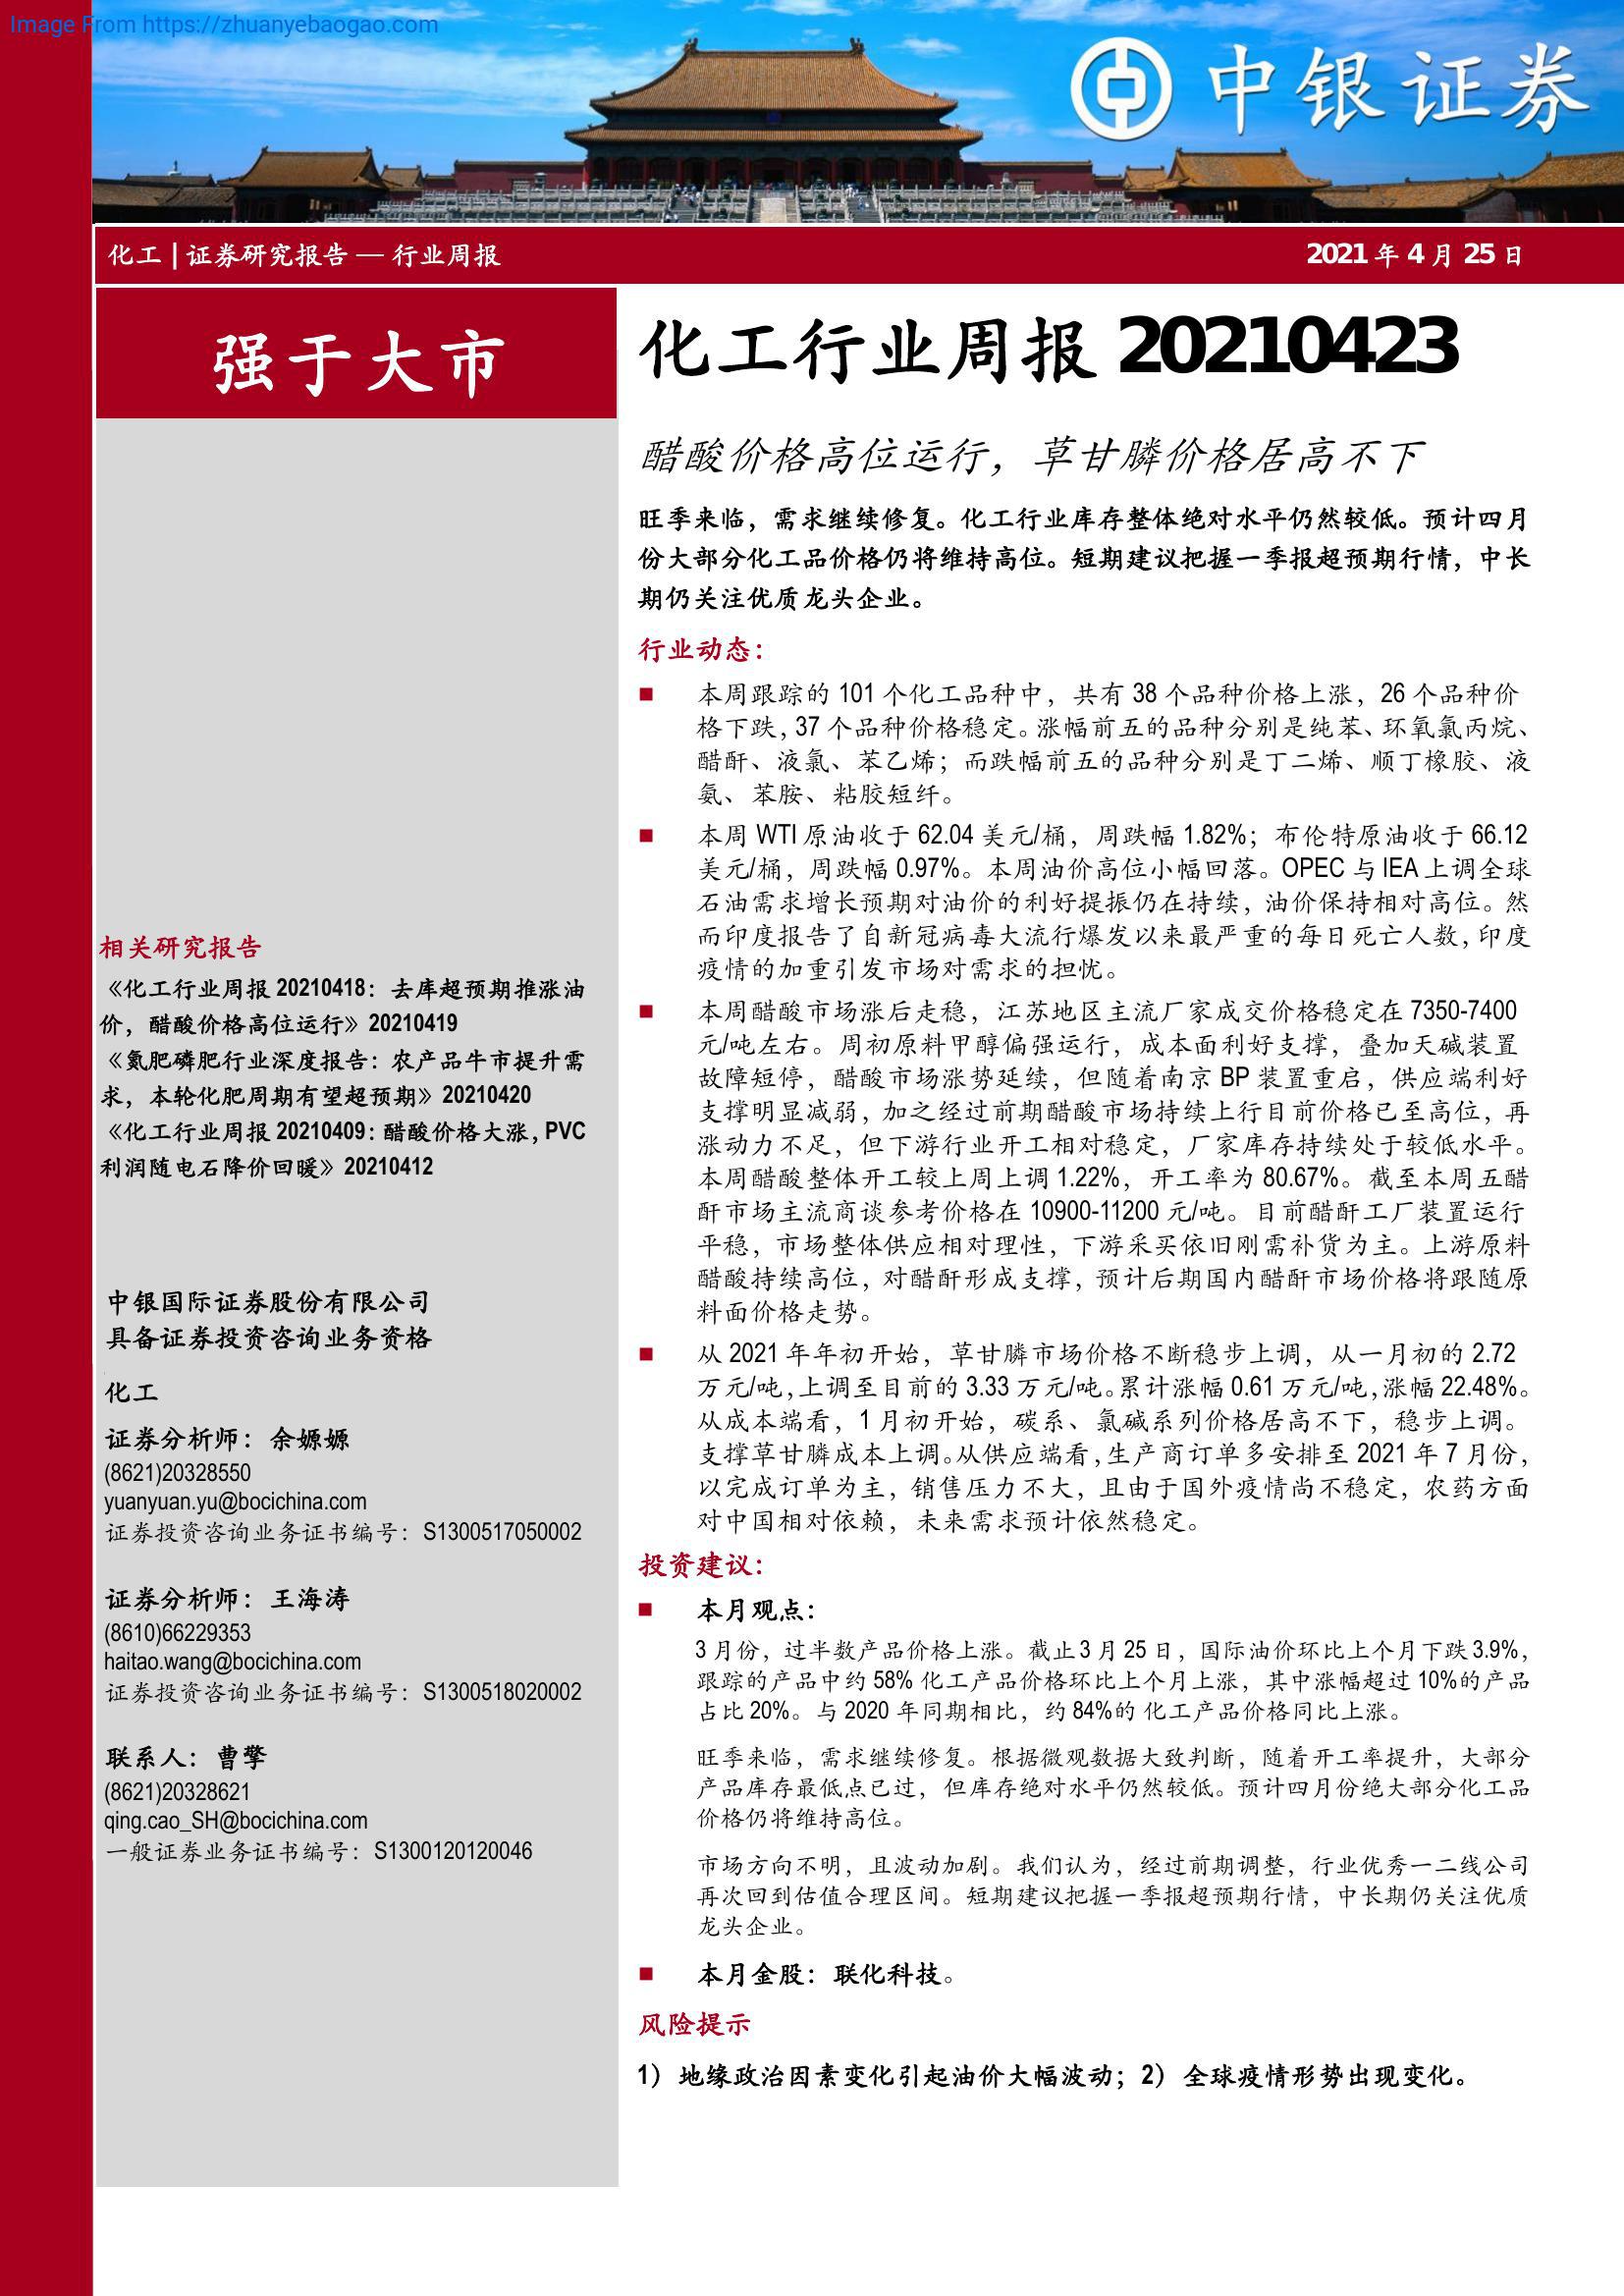 Image From https://zhuanyebaogao.com
中银证券
化工 | 证券研究报告 — 行业周报
2021 年 4 月 25 日
强于大市
相关研究报告
《化工行业周报 20210418：去库超预期推涨油
价，醋酸价格高位运行》20210419
《氮肥磷肥行业深度报告：农产品牛市提升需
求，本轮化肥周期有望超预期》20210420
《化工行业周报 20210409：醋酸价格大涨，PVC
利润随电石降价回暖》20210412
中银国际证券股份有限公司
具备证券投资咨询业务资格
化工
证券分析师：余嫄嫄
(8621)20328550
yuanyuan.yu@bocichina.com
证券投资咨询业务证书编号：S1300517050002
证券分析师：王海涛
(8610)66229353
haitao.wang@bocichina.com
证券投资咨询业务证书编号：S1300518020002
联系人：曹擎
(8621)20328621
qing.cao_SH@bocichina.com
一般证券业务证书编号：S1300120120046
化工行业周报 20210423
醋酸价格高位运行，草甘膦价格居高不下
旺季来临，需求继续修复。化工行业库存整体绝对水平仍然较低。预计四月
份大部分化工品价格仍将维持高位。短期建议把握一季报超预期行情，中长
期仍关注优质龙头企业。
行业动态：
■ 本周跟踪的 101 个化工品种中，共有 38 个品种价格上涨，26 个品种价
格下跌，37 个品种价格稳定。涨幅前五的品种分别是纯苯、环氧氯丙烷、
醋酐、液氯、苯乙烯；而跌幅前五的品种分别是丁二烯、顺丁橡胶、液
氨、苯胺、粘胶短纤。
■ 本周 WTI 原油收于 62.04 美元/桶，周跌幅 1.82%；布伦特原油收于 66.12
美元/桶，周跌幅 0.97%。本周油价高位小幅回落。OPEC 与 IEA 上调全球
石油需求增长预期对油价的利好提振仍在持续，油价保持相对高位。然
而印度报告了自新冠病毒大流行爆发以来最严重的每日死亡人数，印度
疫情的加重引发市场对需求的担忧。
■ 本周醋酸市场涨后走稳，江苏地区主流厂家成交价格稳定在 7350-7400
元/吨左右。周初原料甲醇偏强运行，成本面利好支撑，叠加天碱装置
故障短停，醋酸市场涨势延续，但随着南京 BP 装置重启，供应端利好
支撑明显减弱，加之经过前期醋酸市场持续上行目前价格已至高位，再
涨动力不足，但下游行业开工相对稳定，厂家库存持续处于较低水平。
本周醋酸整体开工较上周上调 1.22%，开工率为 80.67%。截至本周五醋
酐市场主流商谈参考价格在 10900-11200 元/吨。目前醋酐工厂装置运行
平稳，市场整体供应相对理性，下游采买依旧刚需补货为主。上游原料
醋酸持续高位，对醋酐形成支撑，预计后期国内醋酐市场价格将跟随原
料面价格走势。
■ 从 2021 年年初开始，草甘膦市场价格不断稳步上调，从一月初的 2.72
万元/吨，上调至目前的 3.33 万元/吨。累计涨幅 0.61 万元/吨，涨幅 22.48%。
从成本端看，1 月初开始，碳系、氯碱系列价格居高不下，稳步上调。
支撑草甘膦成本上调。从供应端看，生产商订单多安排至 2021 年 7 月份，
以完成订单为主，销售压力不大，且由于国外疫情尚不稳定，农药方面
对中国相对依赖，未来需求预计依然稳定。
投资建议：
■ 本月观点：
3 月份，过半数产品价格上涨。截止 3 月 25 日，国际油价环比上个月下跌 3.9%，
跟踪的产品中约 58% 化工产品价格环比上个月上涨，其中涨幅超过 10%的产品
占比 20%。与 2020 年同期相比，约 84%的 化工产品价格同比上涨。
旺季来临，需求继续修复。根据微观数据大致判断，随着开工率提升，大部分
产品库存最低点已过，但库存绝对水平仍然较低。预计四月份绝大部分化工品
价格仍将维持高位。
市场方向不明，且波动加剧。我们认为，经过前期调整，行业优秀一二线公司
再次回到估值合理区间。短期建议把握一季报超预期行情，中长期仍关注优质
龙头企业。
■ 本月金股：联化科技。
风险提示
1）地缘政治因素变化引起油价大幅波动；2）全球疫情形势出现变化。